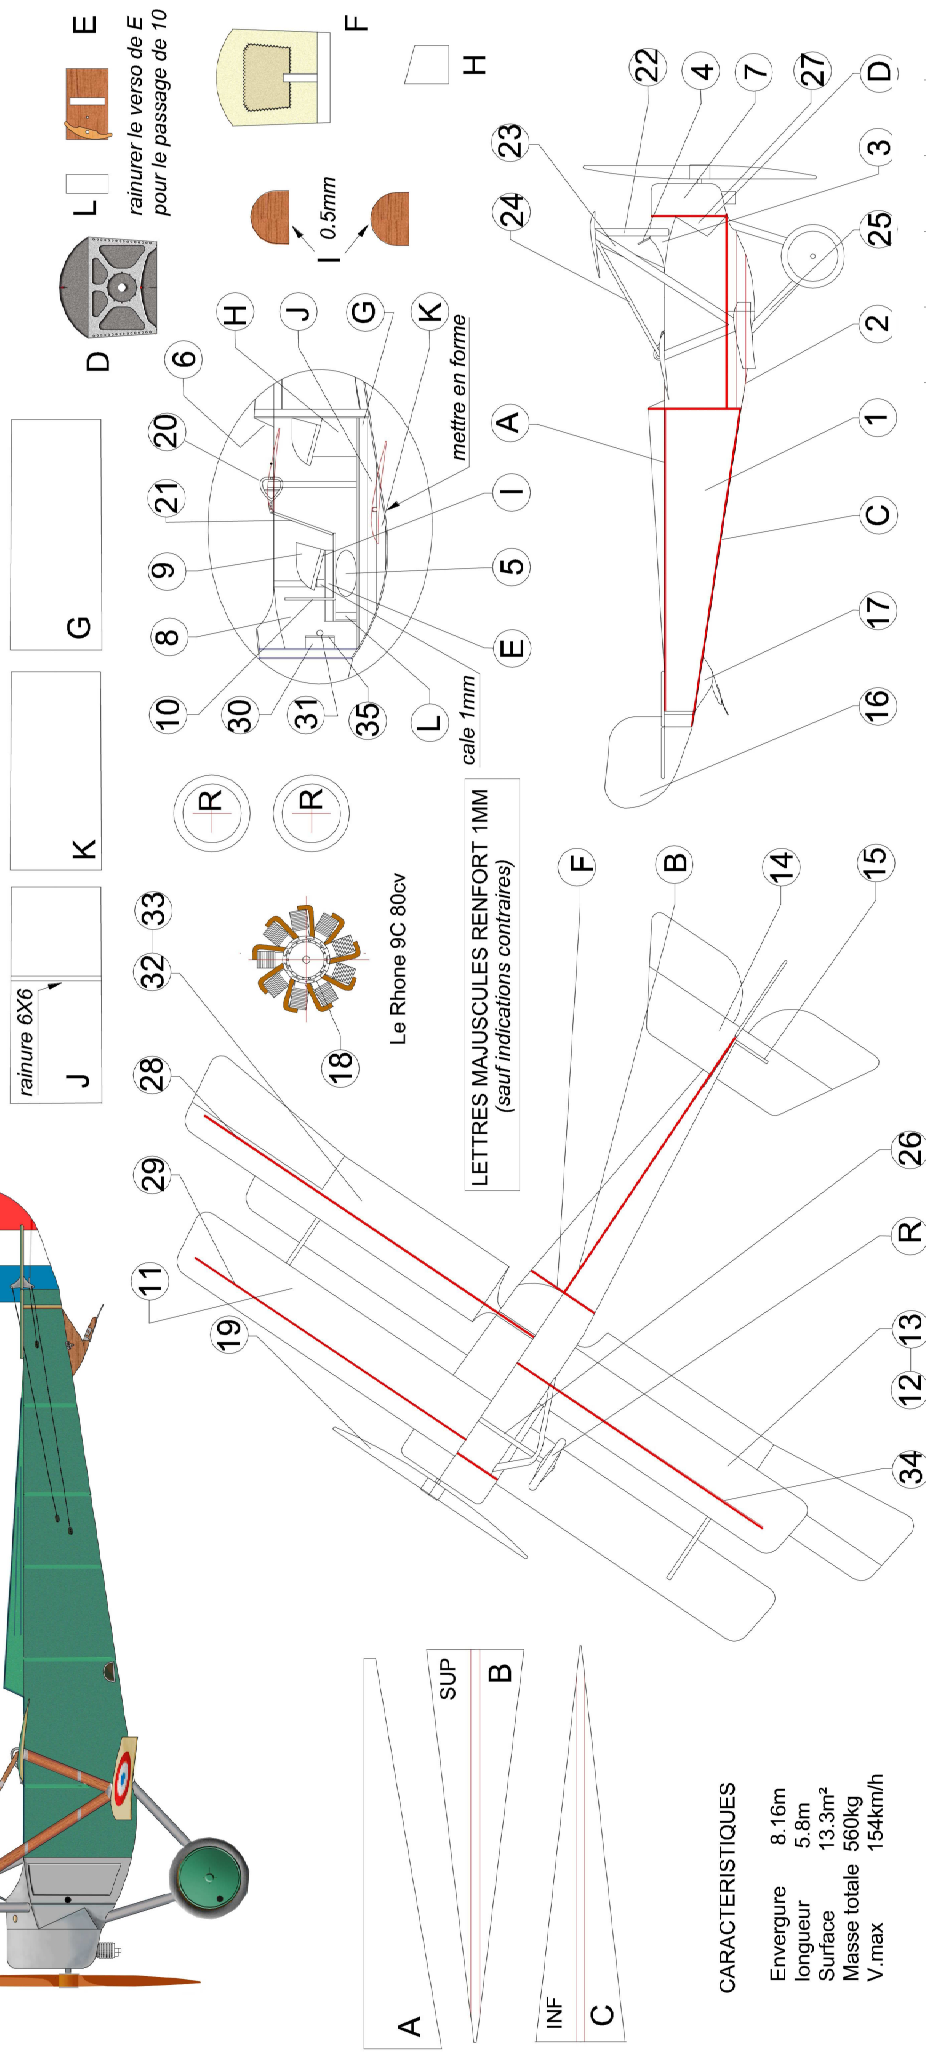 rainure 6X6
J
K
G
D
L
E
rainurer le verso de E
pour le passage de 10
F
H
I
0.5mm
33
32
28
29
11
19
18
Le Rhone 9C 80cv
R
R
10
8
9
21
20
6
30
31
35
L
E
5
I
K
G
J
H
cale 1mm
mettre en forme
LETTRES MAJUSCULES RENFORT 1MM
(sauf indications contraires)
F
B
14
15
26
R
13
12
34
A
24
23
22
4
7
27
D
3
25
2
1
C
17
16
A
SUP
B
INF
C
CARACTERISTIQUES
Envergure 8.16m
longueur 5.8m
Surface 13.3m²
Masse totale 560kg
V.max 154km/h